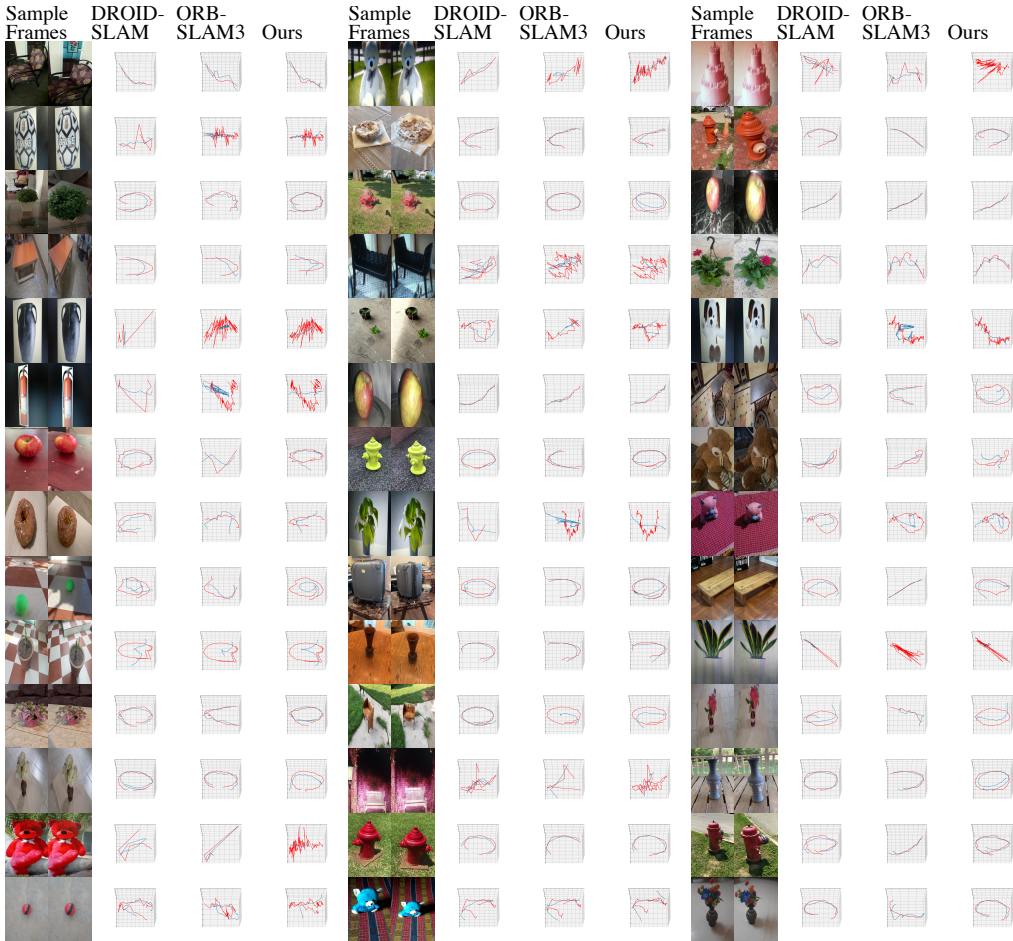 Sample DROID- ORB- Sample DROID- ORB- Sample DROID- ORB-
Frames SLAM SLAM3 Ours Frames SLAM SLAM3 Ours Frames SLAM SLAM3 Ours